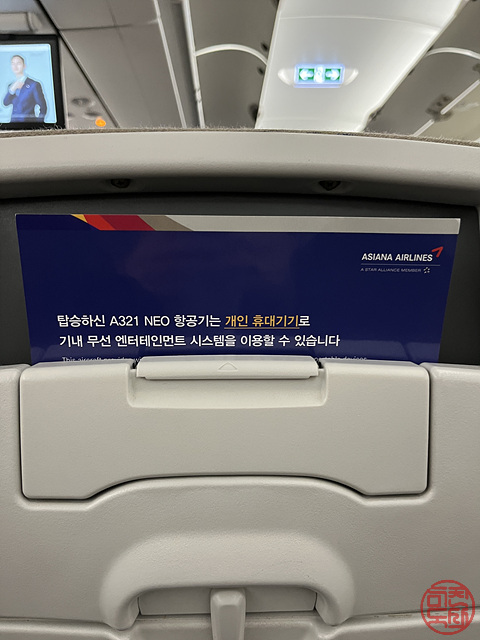 ASIANA AIRLINES
A STAR ALLIANCE MEMBER
탑승하신 A321 NEO 항공기는 개인 휴대기기로
기내 무선 엔터테인먼트 시스템을 이용할 수 있습니다
This aircraft